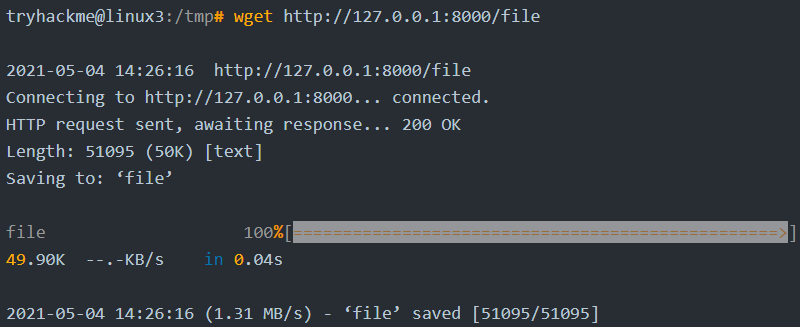 tryhackme@linux3:/tmp# wget http://127.0.0.1:8000/file
2021-05-04 14:26:16  http://127.0.0.1:8000/file
Connecting to http://127.0.0.1:8000... connected.
HTTP request sent, awaiting response... 200 OK
Length: 51095 (50K) [text]
Saving to: ‘file’
file                    100%[=================================================>]
49.90K  --.-KB/s    in 0.04s
2021-05-04 14:26:16 (1.31 MB/s) - ‘file’ saved [51095/51095]